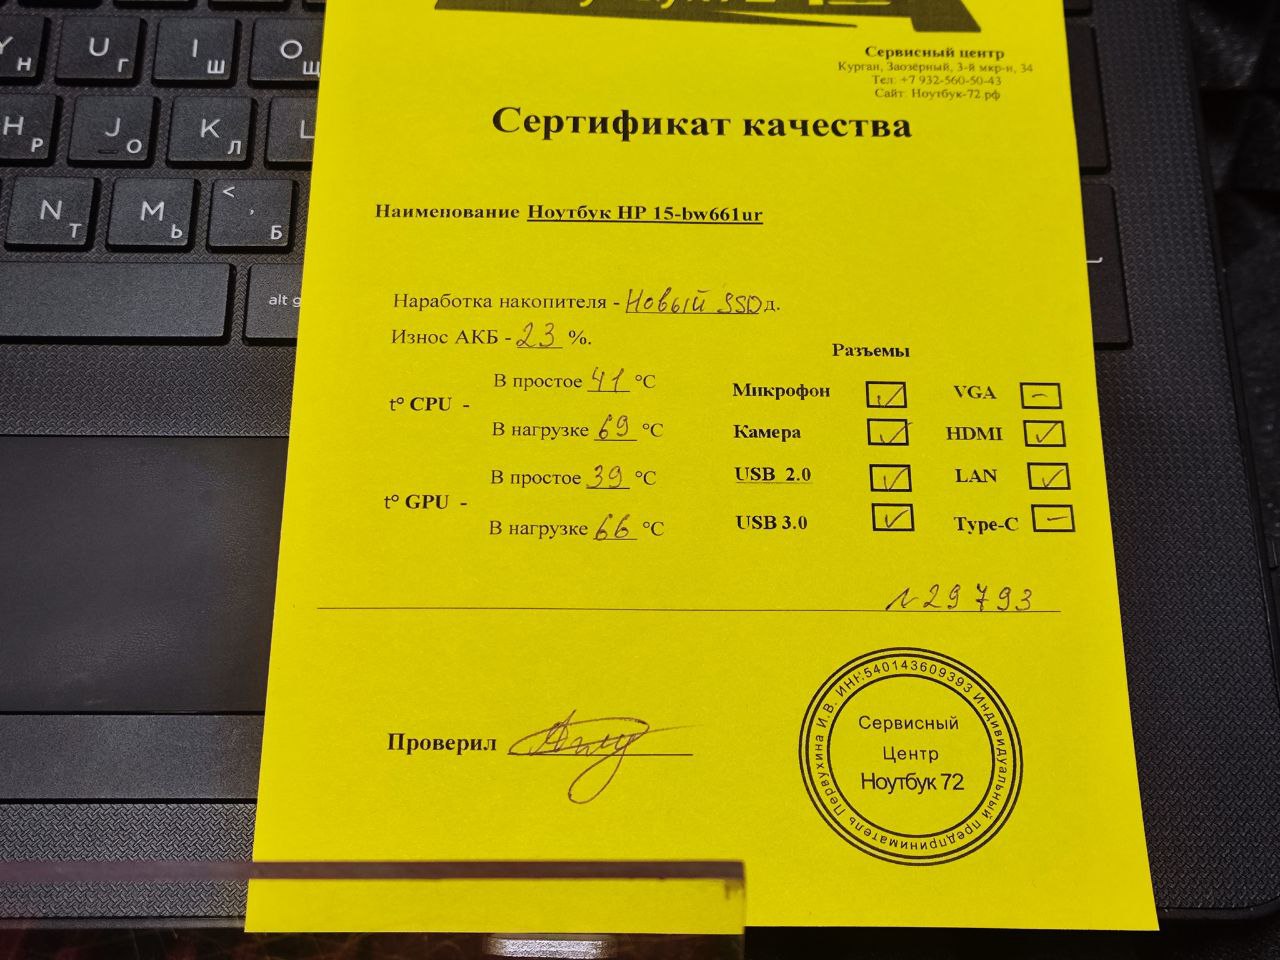 Сервисный центр
Курган, Заозёрный, 3-й мкр-н, 34
Тел: +7 932-560-50-43
Сайт: Ноутбук-72.рф
Сертификат качества
Наименование Ноутбук HP 15-bw661ur
Наработка накопителя - Новый SSD д.
Износ АКБ - 23 %.
Разъемы
t° CPU -
В простое 41 °C
В нагрузке 69 °C
t° GPU -
В простое 39 °C
В нагрузке 66 °C
Микрофон ✓ VGA –
Камера ✓ HDMI ✓
USB 2.0 ✓ LAN ✓
USB 3.0 ✓ Type-C –
N29793
Проверил
Индивидуальный предприниматель Первухина И.В. ИНН:540143609393
Сервисный
Центр
Ноутбук 72
Y Н
U Г
I Ш
O Щ
H Р
J О
K Л
L
N Т
M Ь
< , Б
alt g